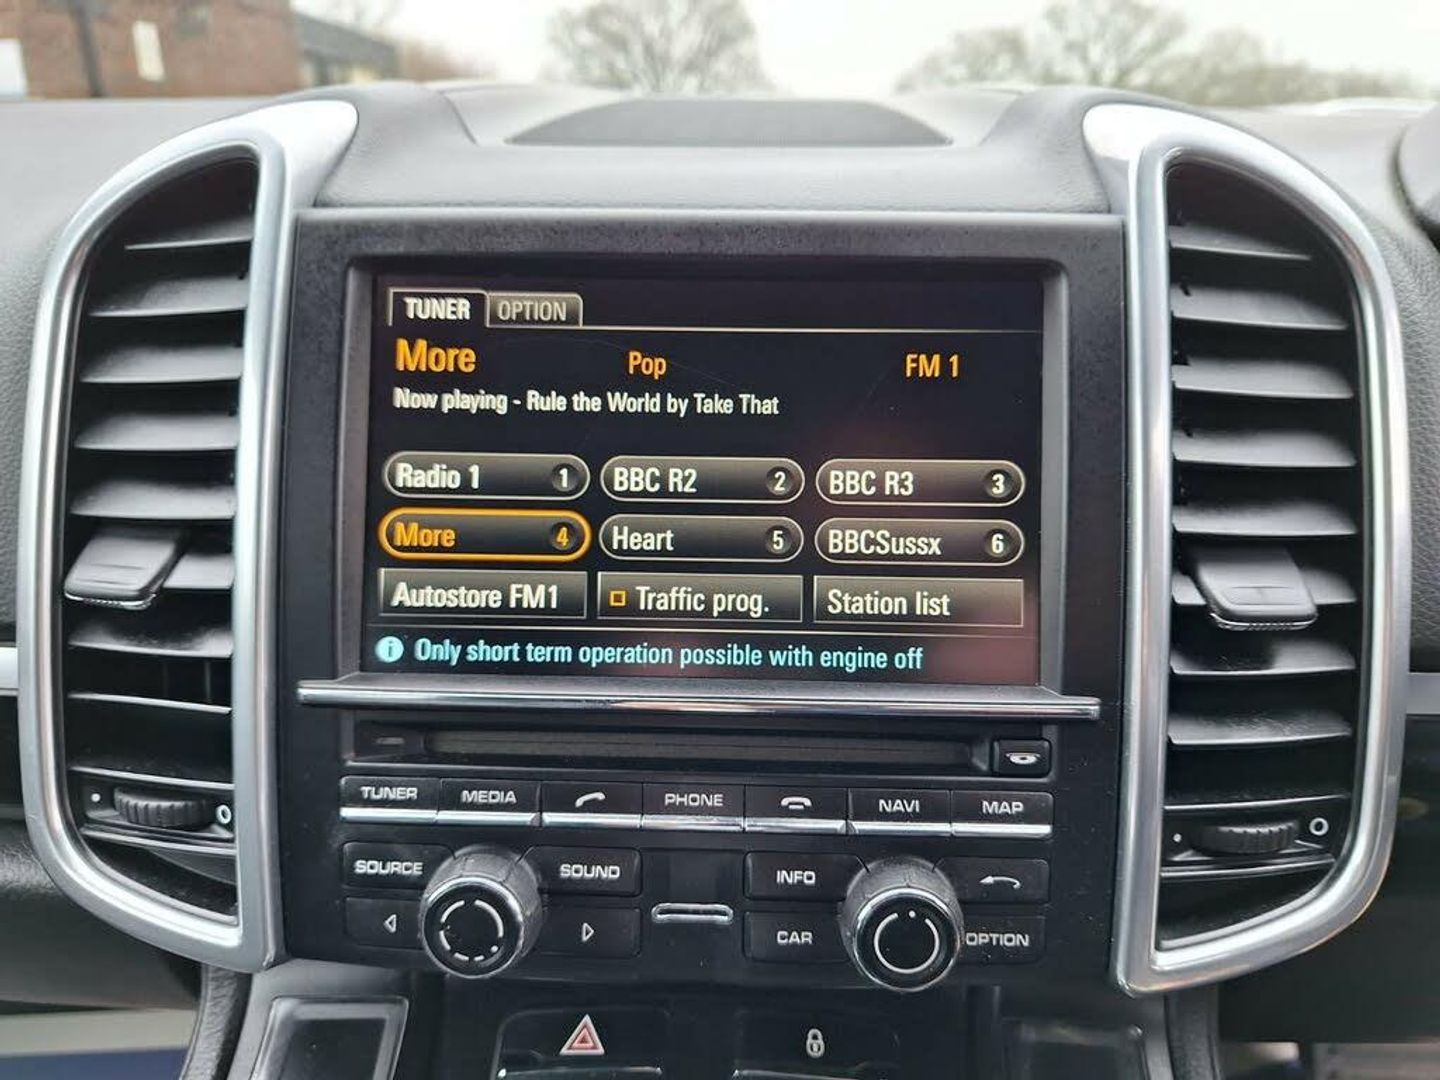 TUNER OPTION
More Pop FM 1
Now playing - Rule the World by Take That
Radio 1 1 BBC R2 2 BBC R3 3
More 4 Heart 5 BBCSussx 6
Autostore FM1 Traffic prog. Station list
i Only short term operation possible with engine off
TUNER MEDIA PHONE NAVI MAP
SOURCE SOUND INFO
CAR OPTION